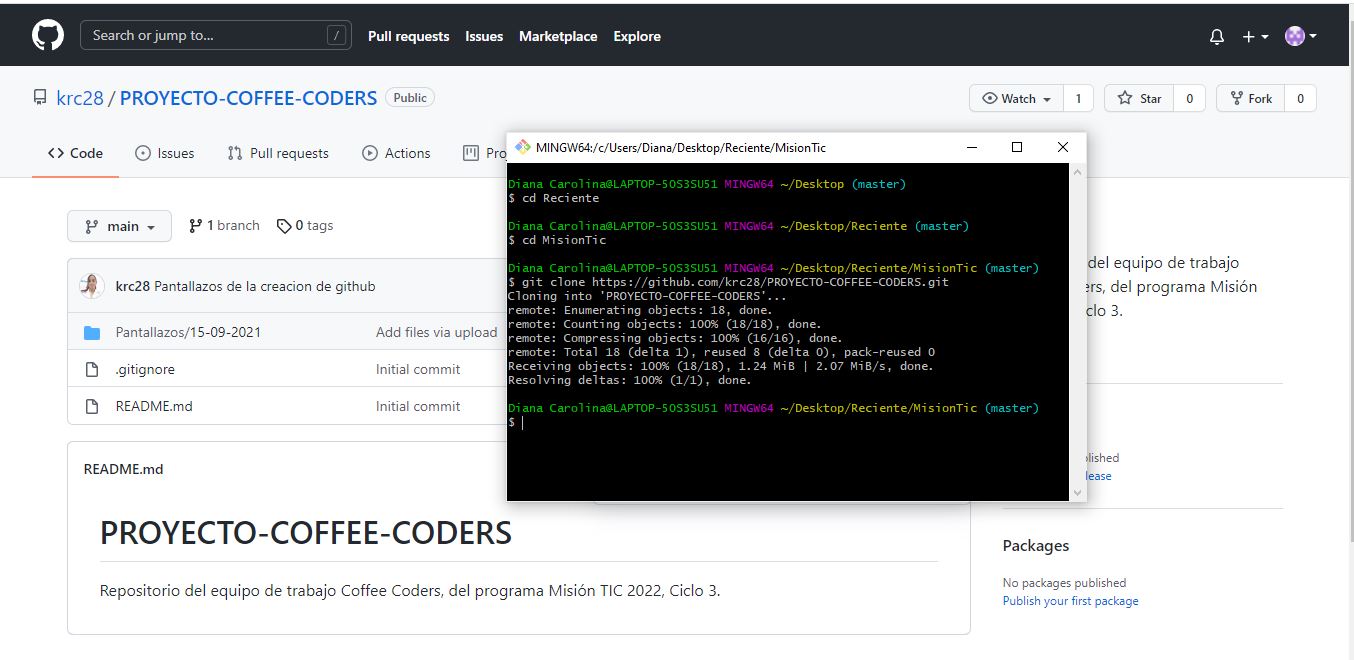 Search or jump to... /
Pull requests Issues Marketplace Explore
krc28 / PROYECTO-COFFEE-CODERS Public
Watch 1 Star 0 Fork 0
<> Code Issues Pull requests Actions
main 1 branch 0 tags
krc28 Pantallazos de la creacion de github
Pantallazos/15-09-2021 Add files via upload
.gitignore Initial commit
README.md Initial commit
README.md
PROYECTO-COFFEE-CODERS
Repositorio del equipo de trabajo Coffee Coders, del programa Misión TIC 2022, Ciclo 3.
MINGW64:/c/Users/Diana/Desktop/Reciente/MisionTic
Diana Carolina@LAPTOP-5OS3SU51 MINGW64 ~/Desktop (master)
$ cd Reciente
Diana Carolina@LAPTOP-5OS3SU51 MINGW64 ~/Desktop/Reciente (master)
$ cd MisionTic
Diana Carolina@LAPTOP-5OS3SU51 MINGW64 ~/Desktop/Reciente/MisionTic (master)
$ git clone https://github.com/krc28/PROYECTO-COFFEE-CODERS.git
Cloning into 'PROYECTO-COFFEE-CODERS'...
remote: Enumerating objects: 18, done.
remote: Counting objects: 100% (18/18), done.
remote: Compressing objects: 100% (16/16), done.
remote: Total 18 (delta 1), reused 8 (delta 0), pack-reused 0
Receiving objects: 100% (18/18), 1.24 MiB | 2.07 MiB/s, done.
Resolving deltas: 100% (1/1), done.
Diana Carolina@LAPTOP-5OS3SU51 MINGW64 ~/Desktop/Reciente/MisionTic (master)
$
del equipo de trabajo
del programa Misión
3.
Packages
No packages published
Publish your first package